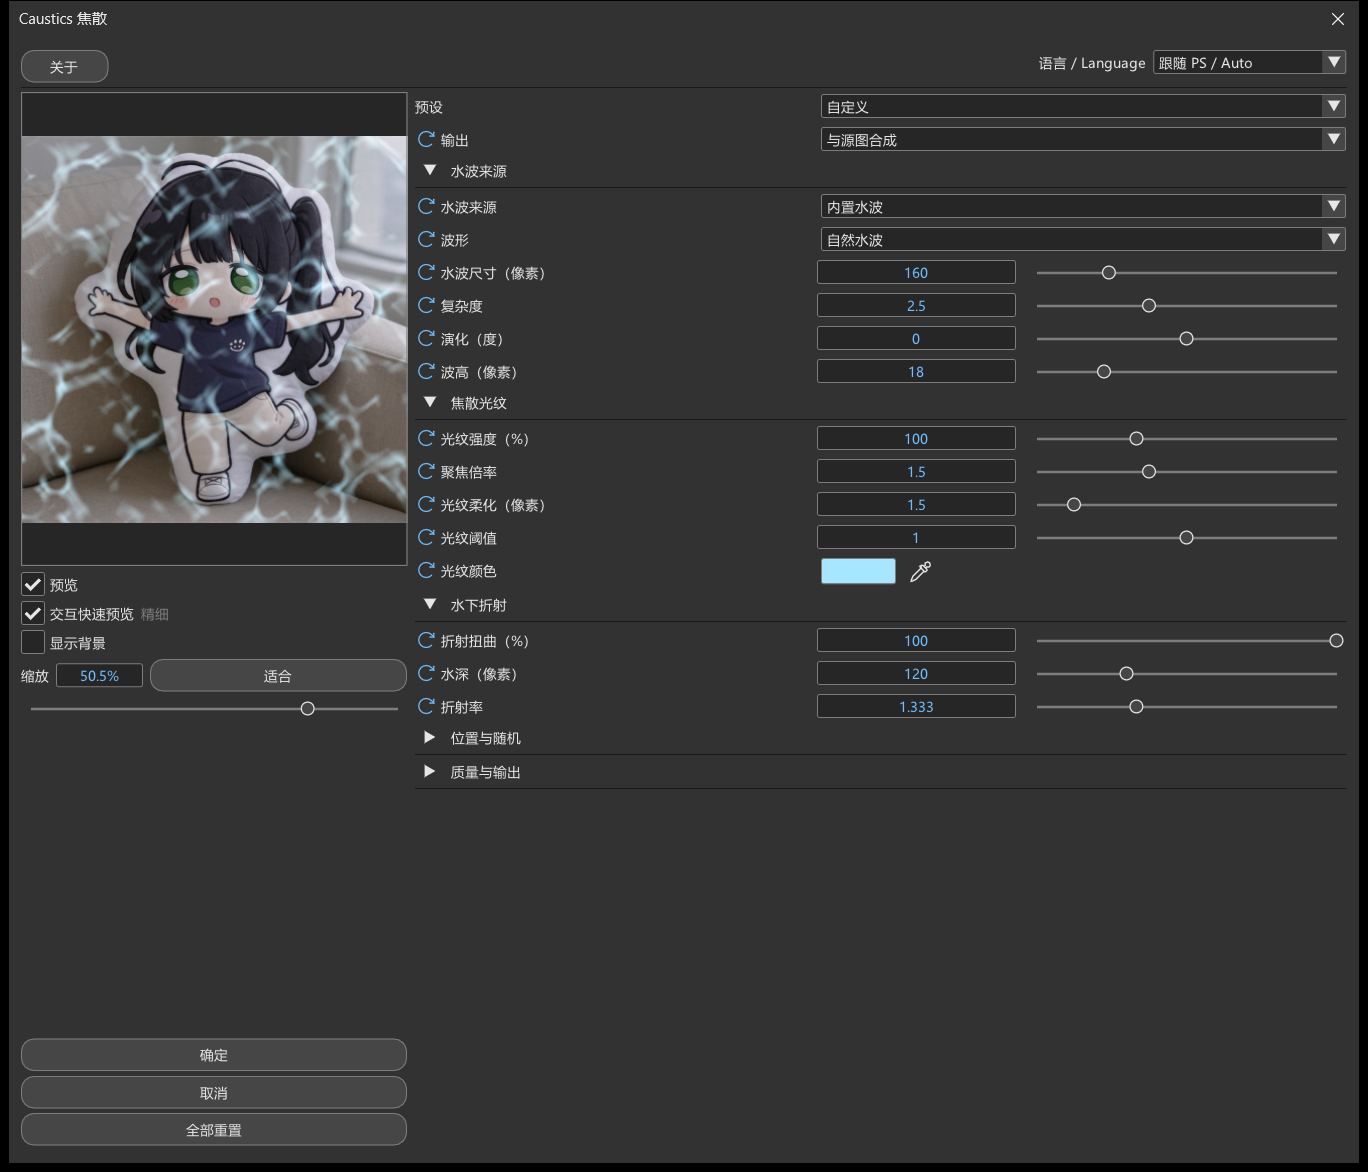 Caustics 焦散
关于
语言 / Language 跟随 PS / Auto
预设 自定义
输出 与源图合成
水波来源
水波来源 内置水波
波形 自然水波
水波尺寸（像素） 160
复杂度 2.5
演化（度） 0
波高（像素） 18
焦散光纹
光纹强度（%） 100
聚焦倍率 1.5
光纹柔化（像素） 1.5
光纹阈值 1
光纹颜色
水下折射
折射扭曲（%） 100
水深（像素） 120
折射率 1.333
位置与随机
质量与输出
预览
交互快速预览 精细
显示背景
缩放 50.5% 适合
确定
取消
全部重置